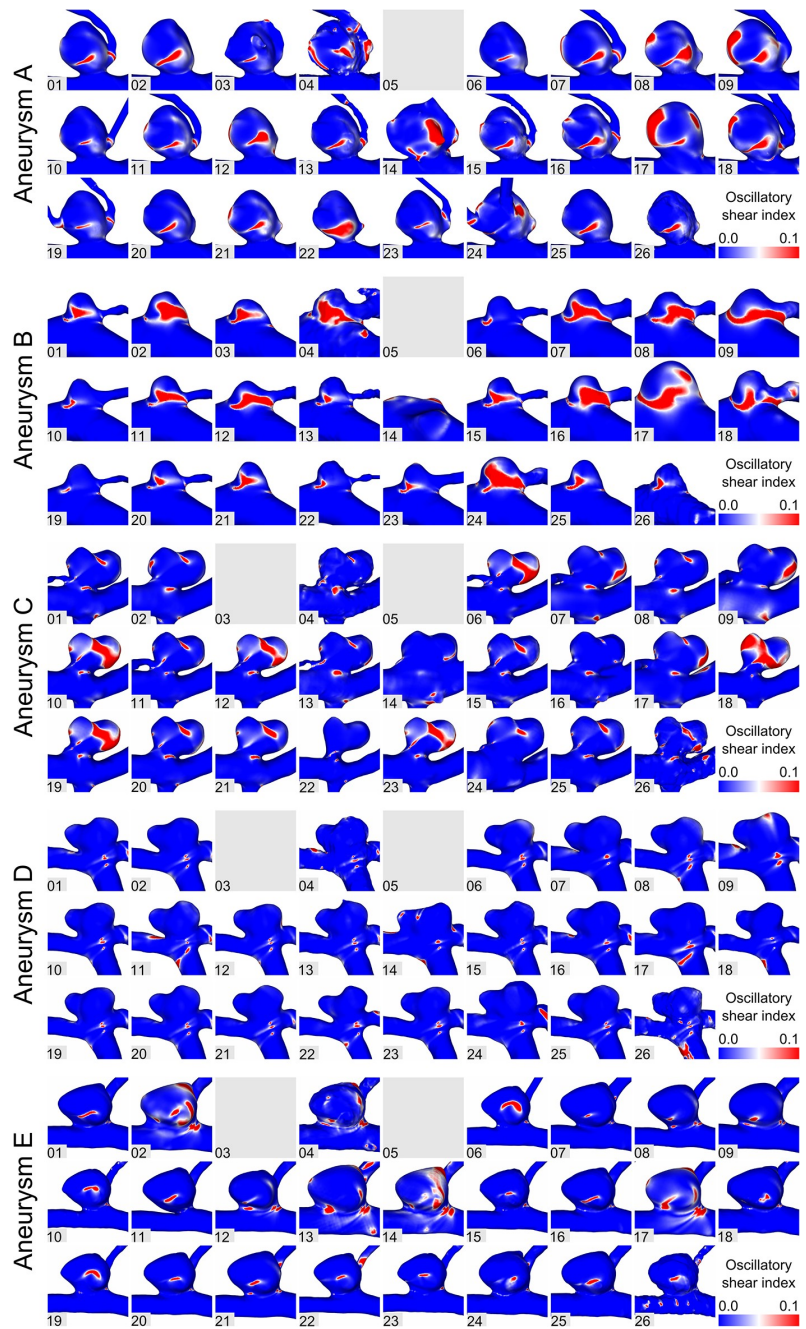 Aneurysm A
01 02 03 04 05 06 07 08 09
10 11 12 13 14 15 16 17 18
Oscillatory
shear index
0.0 0.1
19 20 21 22 23 24 25 26
Aneurysm B
01 02 03 04 05 06 07 08 09
10 11 12 13 14 15 16 17 18
Oscillatory
shear index
0.0 0.1
19 20 21 22 23 24 25 26
Aneurysm C
01 02 03 04 05 06 07 08 09
10 11 12 13 14 15 16 17 18
Oscillatory
shear index
0.0 0.1
19 20 21 22 23 24 25 26
Aneurysm D
01 02 03 04 05 06 07 08 09
10 11 12 13 14 15 16 17 18
Oscillatory
shear index
0.0 0.1
19 20 21 22 23 24 25 26
Aneurysm E
01 02 03 04 05 06 07 08 09
10 11 12 13 14 15 16 17 18
Oscillatory
shear index
0.0 0.1
19 20 21 22 23 24 25 26